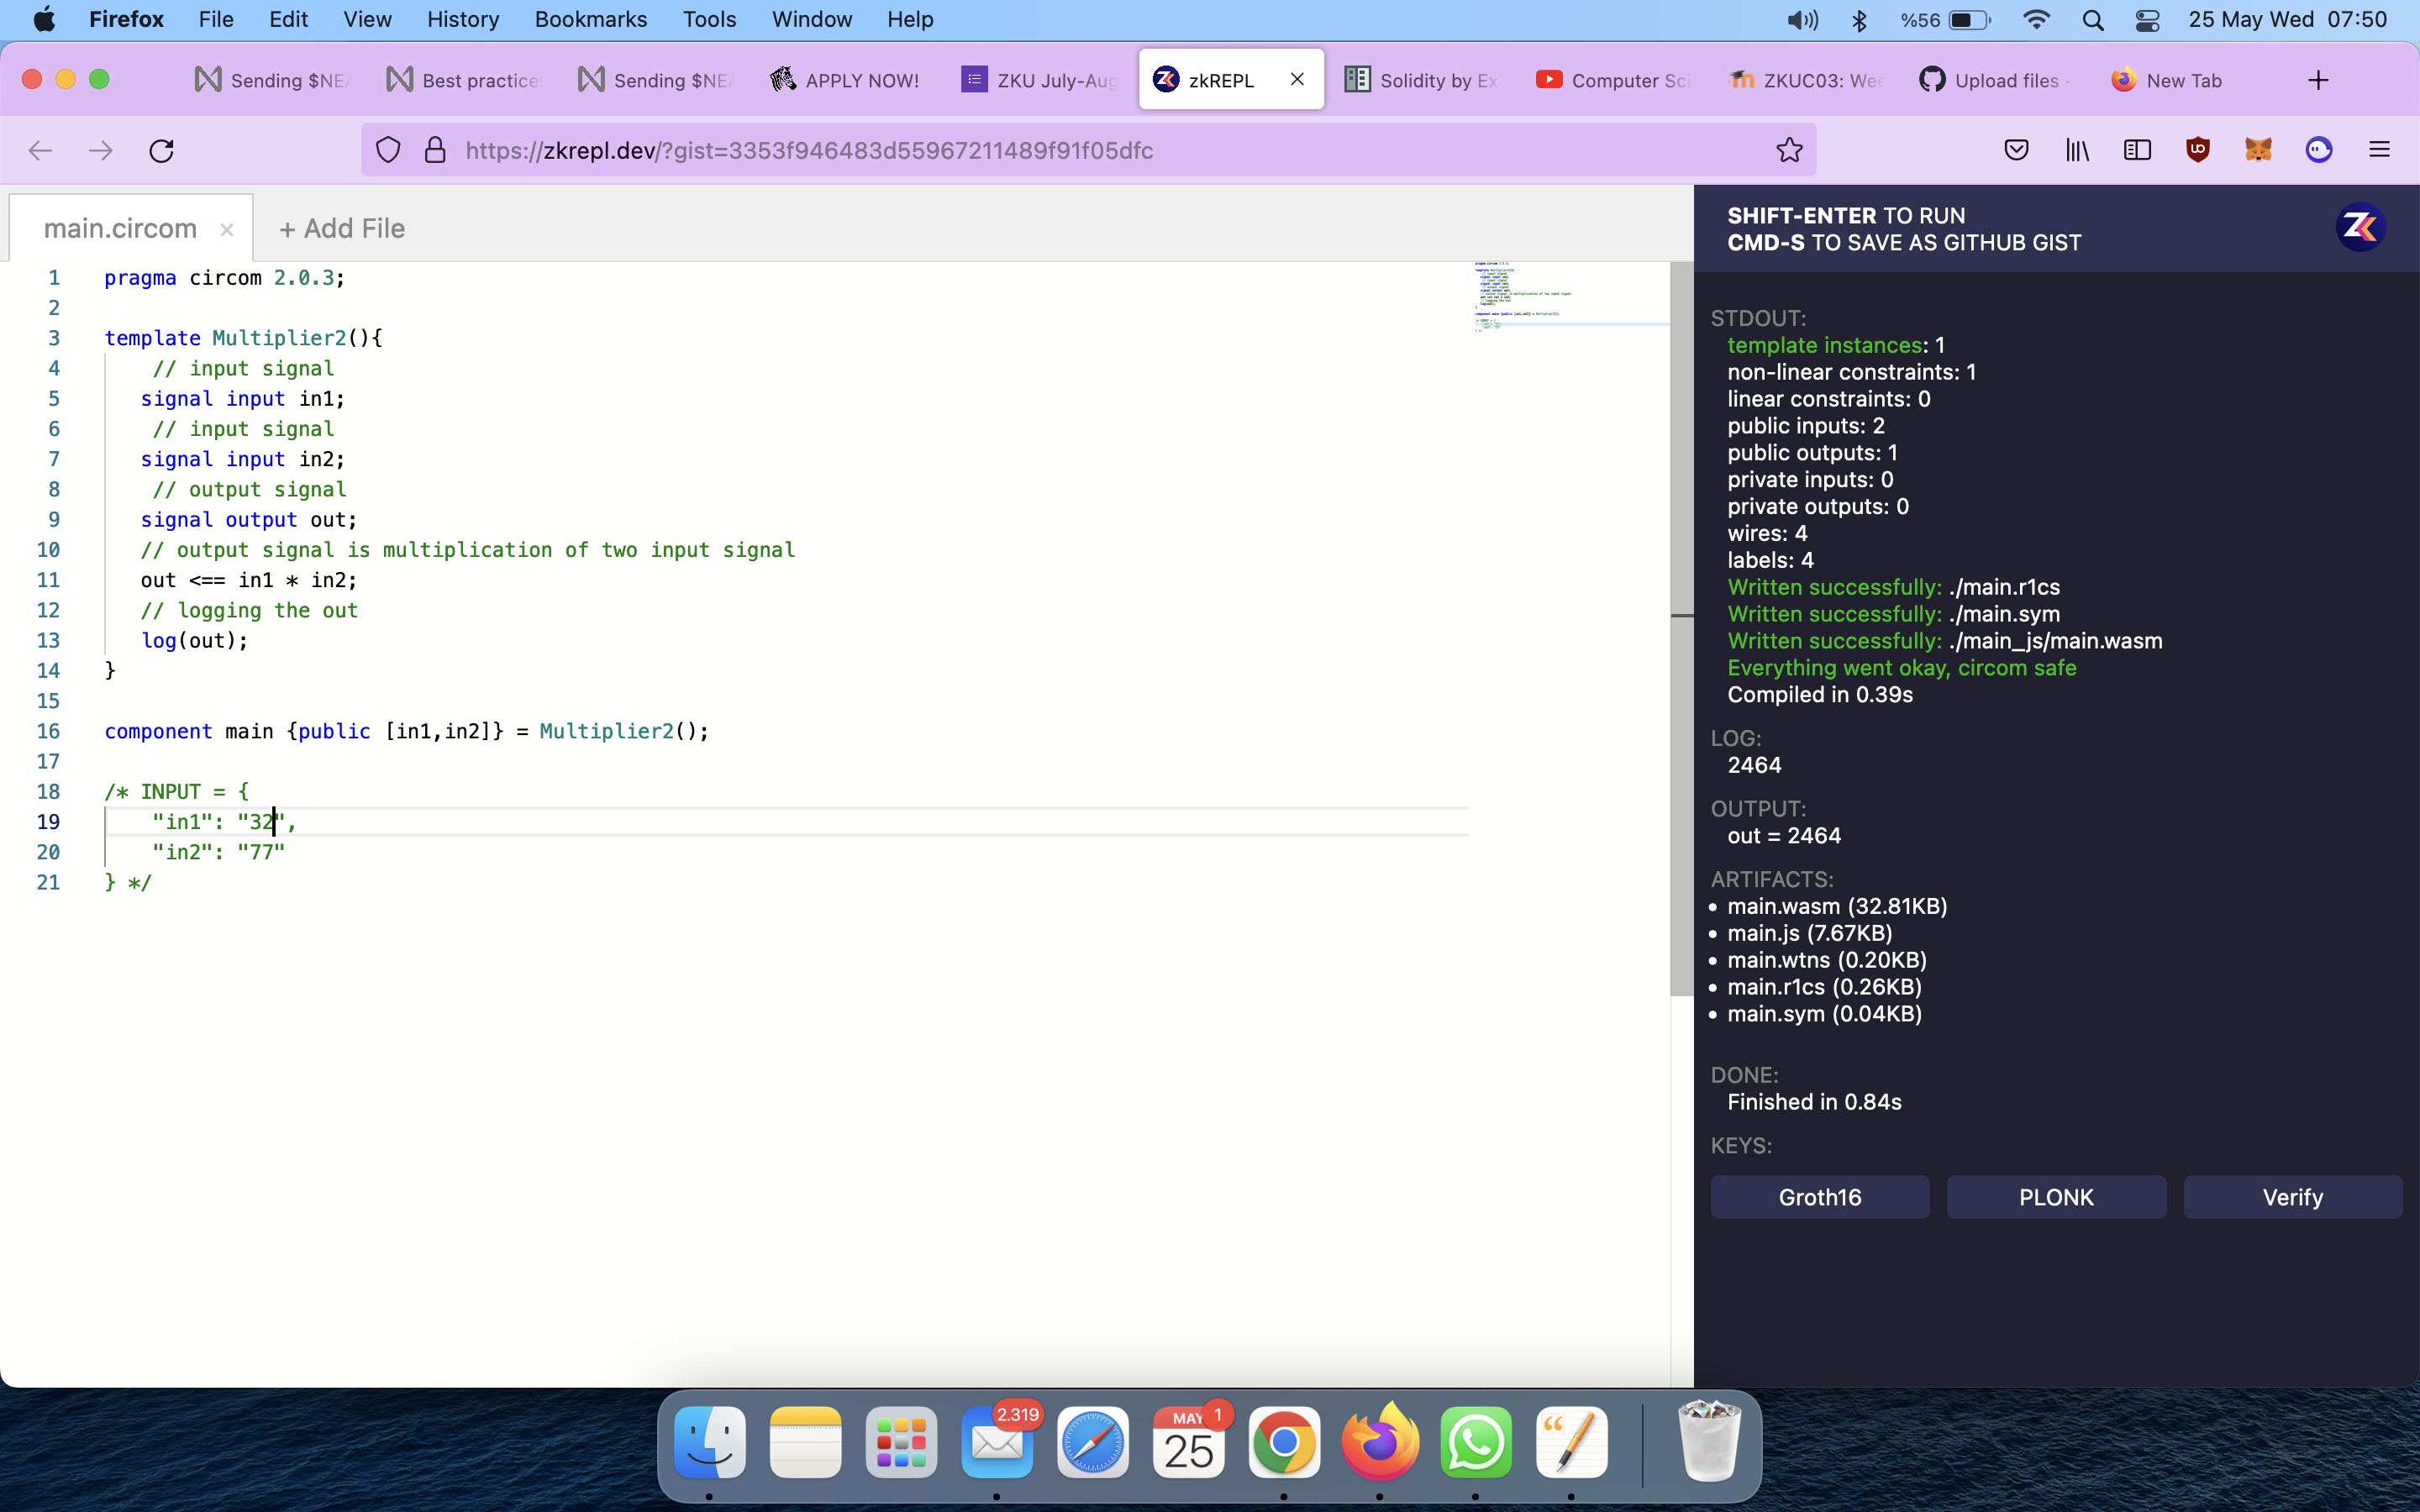 Firefox File Edit View History Bookmarks Tools Window Help %56 25 May Wed 07:50
Sending $NEA Best practice Sending $NEA APPLY NOW! ZKU July-Aug zkREPL Solidity by Ex Computer Sci ZKUC03: Wee Upload files · New Tab
https://zkrepl.dev/?gist=3353f946483d55967211489f91f05dfc
main.circom × + Add File
1 pragma circom 2.0.3;
2
3 template Multiplier2(){
4 // input signal
5 signal input in1;
6 // input signal
7 signal input in2;
8 // output signal
9 signal output out;
10 // output signal is multiplication of two input signal
11 out <== in1 * in2;
12 // logging the out
13 log(out);
14 }
15
16 component main {public [in1,in2]} = Multiplier2();
17
18 /* INPUT = {
19 "in1": "32",
20 "in2": "77"
21 } */
SHIFT-ENTER TO RUN
CMD-S TO SAVE AS GITHUB GIST
STDOUT:
template instances: 1
non-linear constraints: 1
linear constraints: 0
public inputs: 2
public outputs: 1
private inputs: 0
private outputs: 0
wires: 4
labels: 4
Written successfully: ./main.r1cs
Written successfully: ./main.sym
Written successfully: ./main_js/main.wasm
Everything went okay, circom safe
Compiled in 0.39s
LOG:
2464
OUTPUT:
out = 2464
ARTIFACTS:
• main.wasm (32.81KB)
• main.js (7.67KB)
• main.wtns (0.20KB)
• main.r1cs (0.26KB)
• main.sym (0.04KB)
DONE:
Finished in 0.84s
KEYS:
Groth16 PLONK Verify
2.319 MAY 1
25